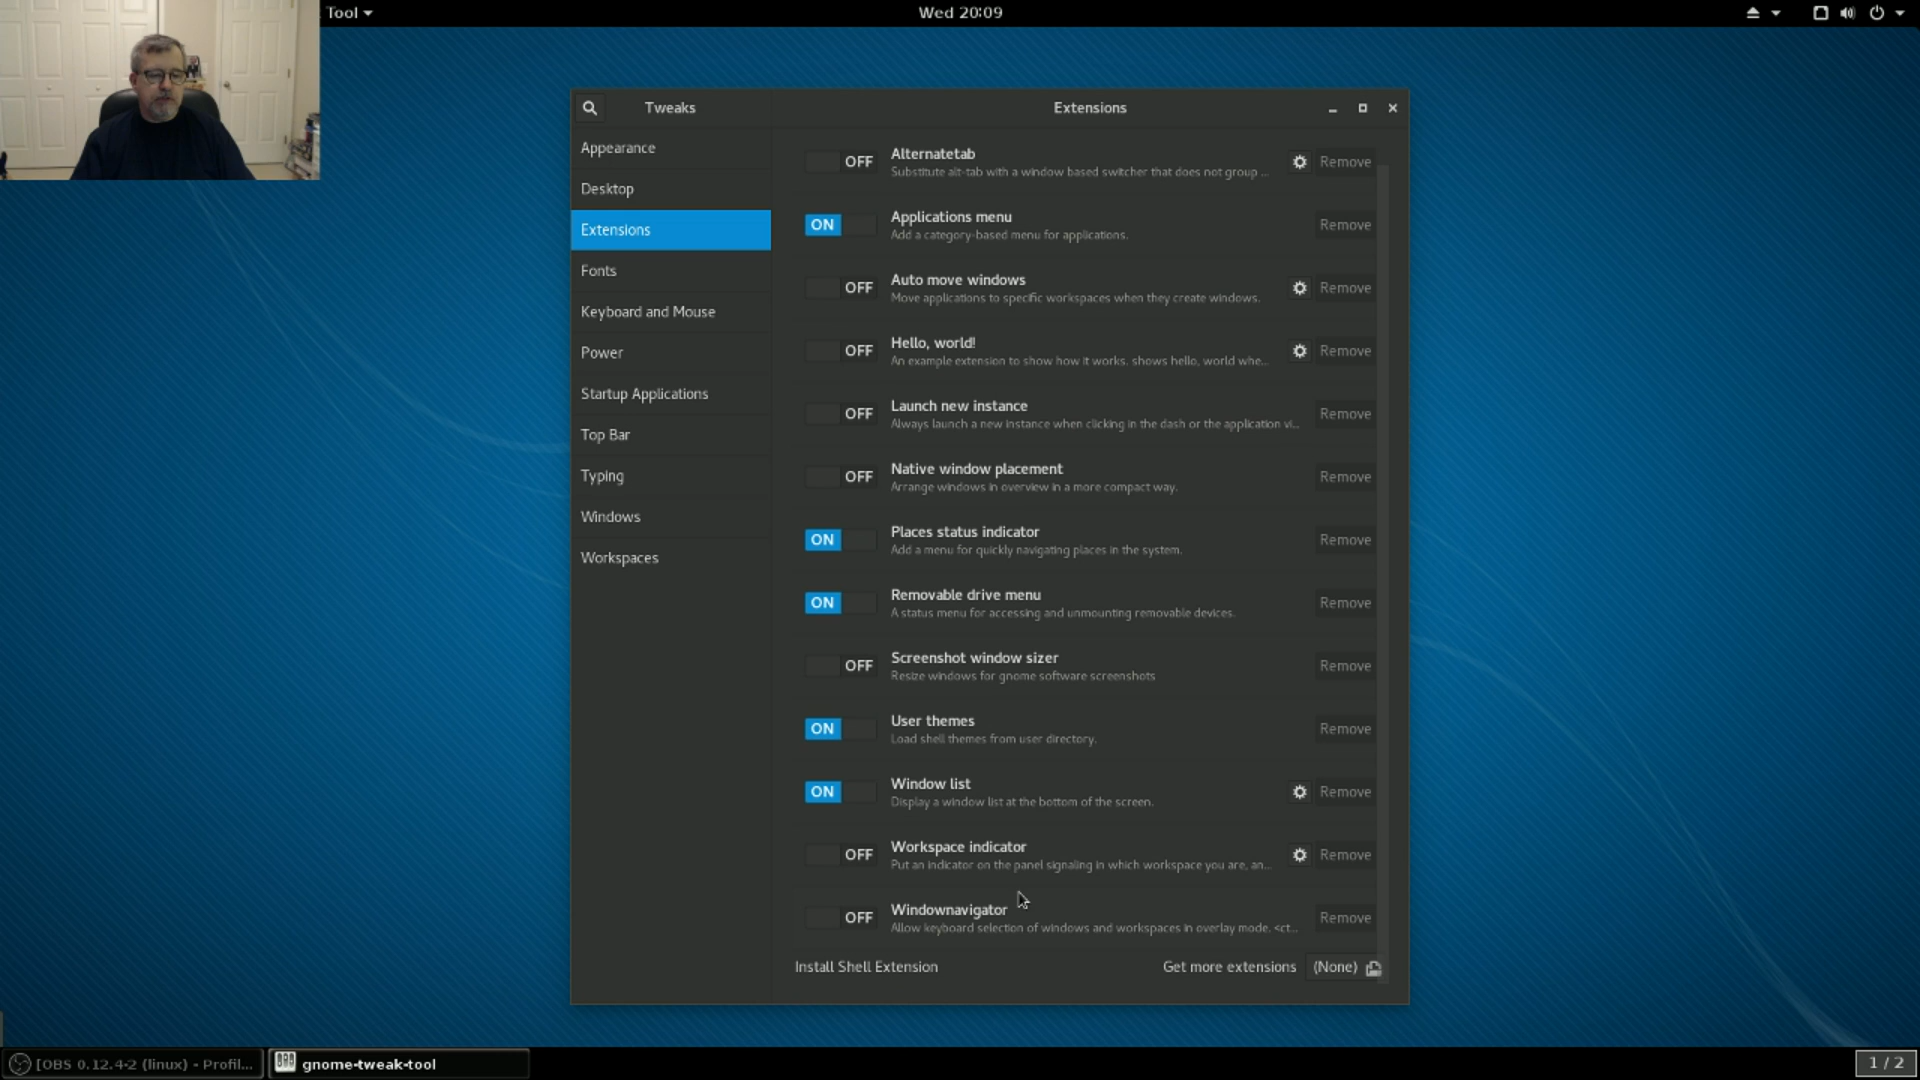 Tool
Wed 20:09
Tweaks
Extensions
Appearance
Desktop
Extensions
Fonts
Keyboard and Mouse
Power
Startup Applications
Top Bar
Typing
Windows
Workspaces
OFF
Alternatetab
Substitute alt-tab with a window based switcher that does not group ...
Remove
ON
Applications menu
Add a category-based menu for applications.
Remove
OFF
Auto move windows
Move applications to specific workspaces when they create windows.
Remove
OFF
Hello, world!
An example extension to show how it works. shows hello, world whe...
Remove
OFF
Launch new instance
Always launch a new instance when clicking in the dash or the application vi...
Remove
OFF
Native window placement
Arrange windows in overview in a more compact way.
Remove
ON
Places status indicator
Add a menu for quickly navigating places in the system.
Remove
ON
Removable drive menu
A status menu for accessing and unmounting removable devices.
Remove
OFF
Screenshot window sizer
Resize windows for gnome software screenshots
Remove
ON
User themes
Load shell themes from user directory.
Remove
ON
Window list
Display a window list at the bottom of the screen.
Remove
OFF
Workspace indicator
Put an indicator on the panel signaling in which workspace you are, an...
Remove
OFF
Windownavigator
Allow keyboard selection of windows and workspaces in overlay mode. <ct...
Remove
Install Shell Extension
Get more extensions
(None)
[OBS 0.12.4-2 (linux) - Profil...
gnome-tweak-tool
1 / 2